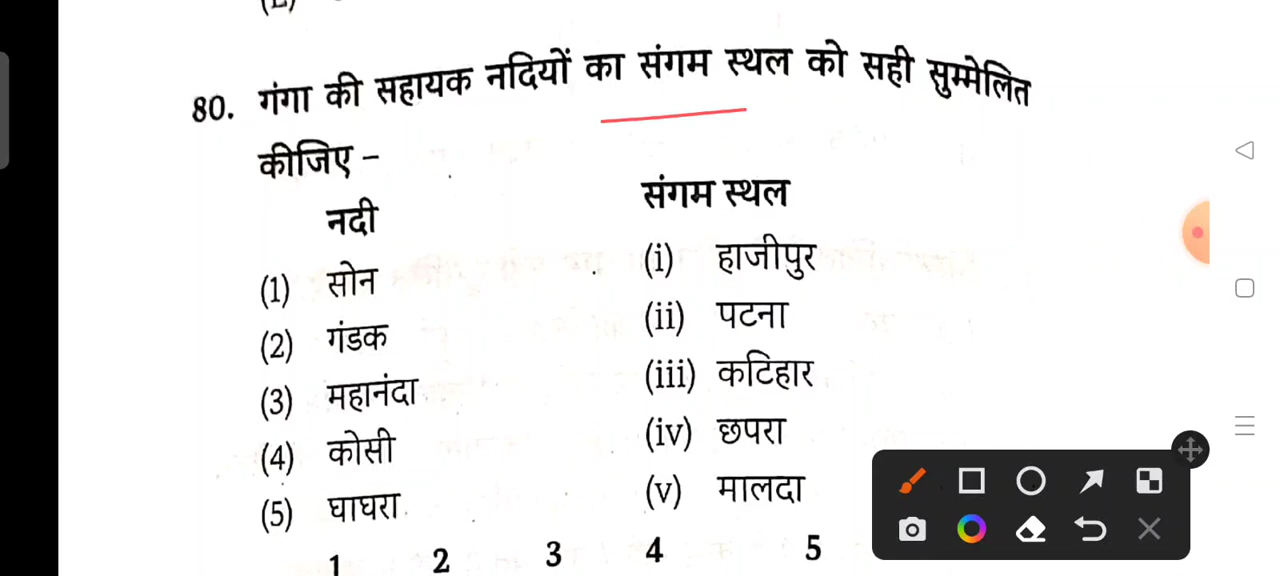 80. गंगा की सहायक नदियों का संगम स्थल को सही सुम्मेलित
कीजिए –
नदी संगम स्थल
(1) सोन (i) हाजीपुर
(2) गंडक (ii) पटना
(3) महानंदा (iii) कटिहार
(4) कोसी (iv) छपरा
(5) घाघरा (v) मालदा
1 2 3 4 5